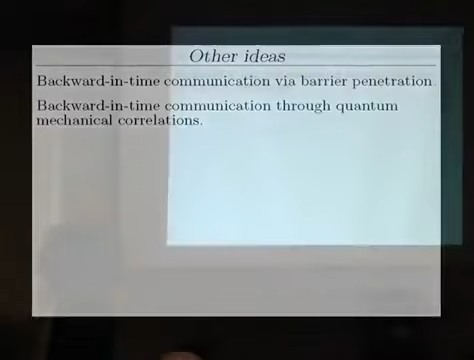 Other ideas
Backward-in-time communication via barrier penetration.
Backward-in-time communication through quantum
mechanical correlations.